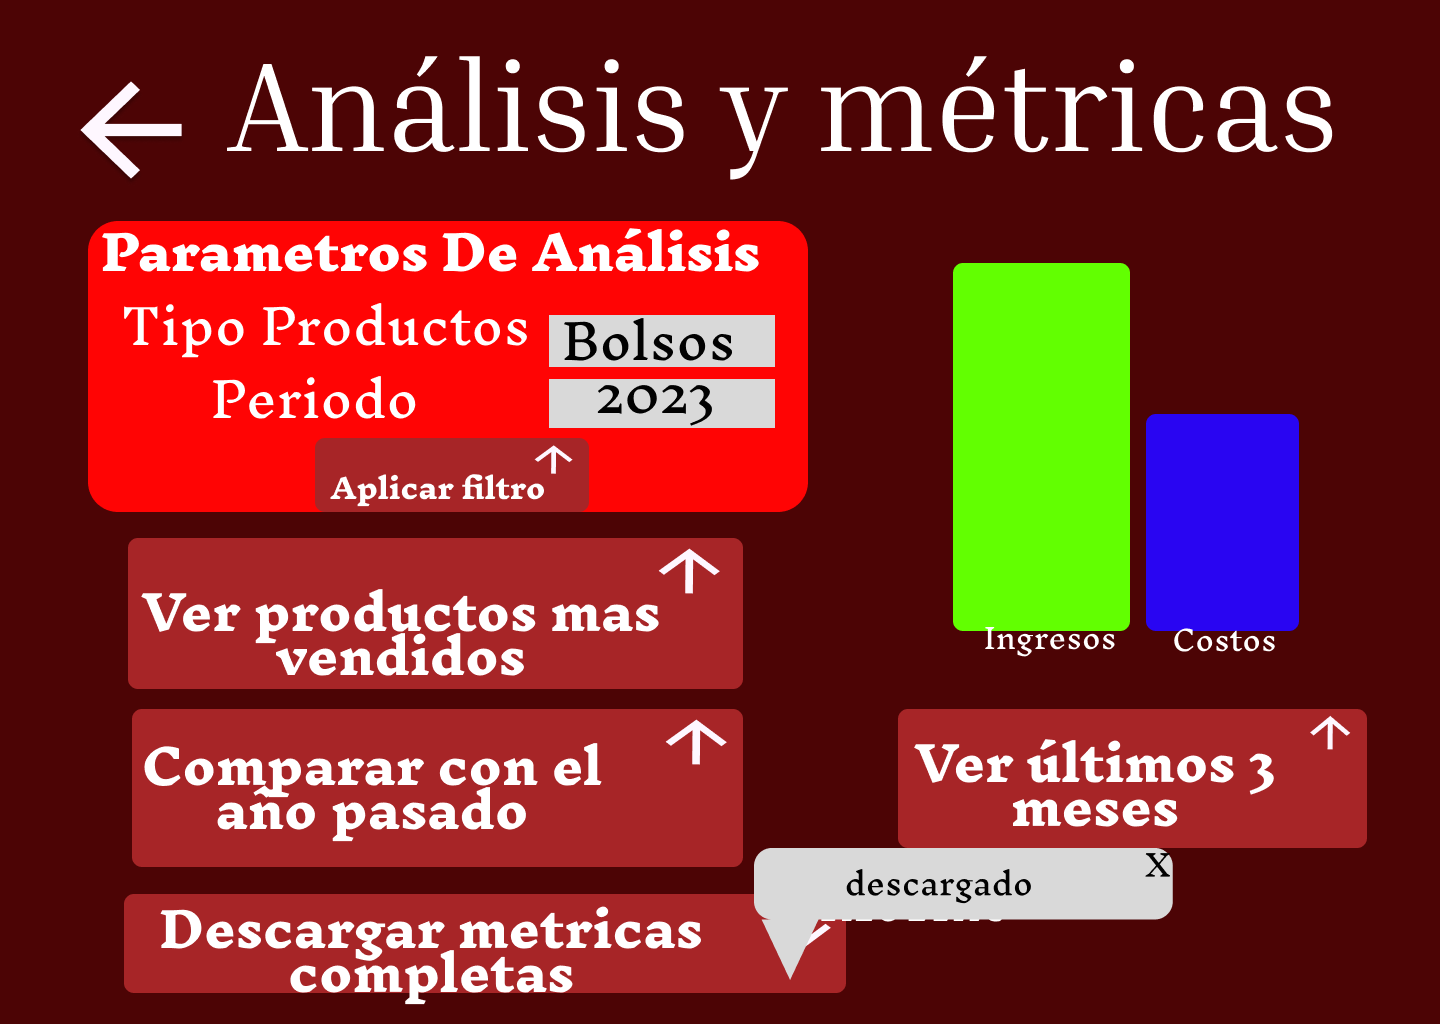 Análisis y métricas
Parametros De Análisis
Tipo Productos
Bolsos
Periodo
2023
Aplicar filtro
Ver productos mas
vendidos
Comparar con el
año pasado
Descargar metricas
completas
Ingresos
Costos
Ver últimos 3
meses
descargado
X